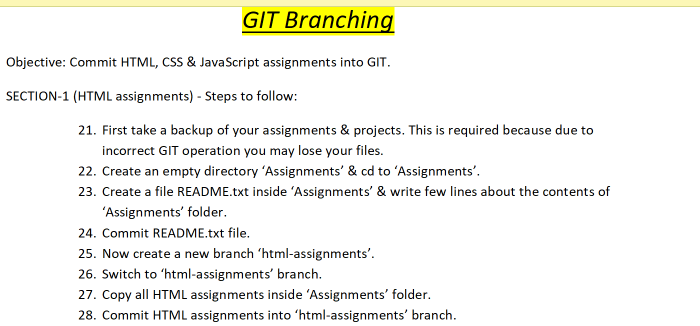 GIT Branching
Objective: Commit HTML, CSS & JavaScript assignments into GIT.
SECTION-1 (HTML assignments) - Steps to follow:
21. First take a backup of your assignments & projects. This is required because due to
incorrect GIT operation you may lose your files.
22. Create an empty directory ‘Assignments’ & cd to ‘Assignments’.
23. Create a file README.txt inside ‘Assignments’ & write few lines about the contents of
‘Assignments’ folder.
24. Commit README.txt file.
25. Now create a new branch ‘html-assignments’.
26. Switch to ‘html-assignments’ branch.
27. Copy all HTML assignments inside ‘Assignments’ folder.
28. Commit HTML assignments into ‘html-assignments’ branch.